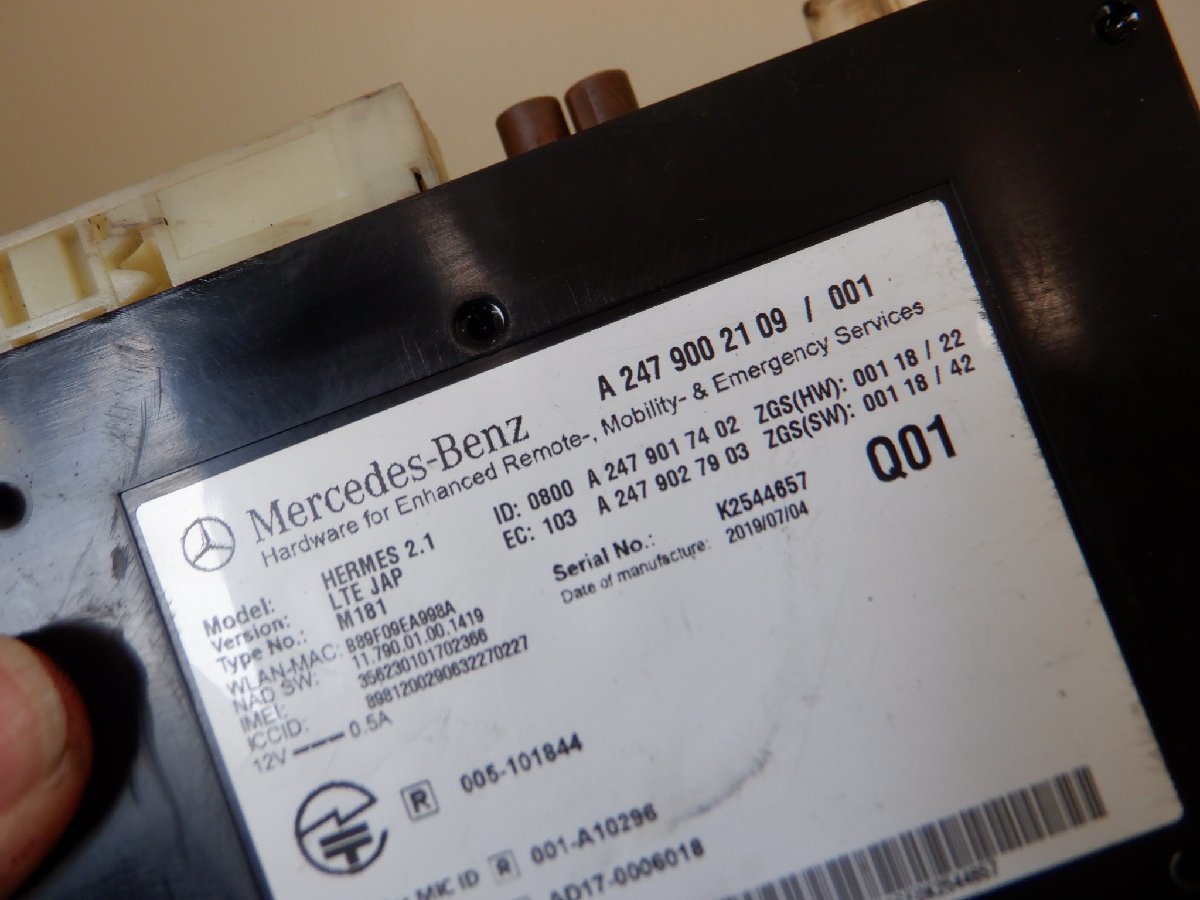 A 247 900 21 09 / 001
Mercedes-Benz
Hardware for Enhanced Remote-, Mobility- & Emergency Services
ID: 0800 A 247 901 74 02 ZGS(HW): 001 18 / 22
EC: 103 A 247 902 79 03 ZGS(SW): 001 18 / 42
Q01
Model: HERMES 2.1
Version: LTE JAP
Type No.: M181
Serial No.: K2544657
Date of manufacture: 2019/07/04
WLAN-MAC: B89F09EA998A
NAD SW: 11.790.01.00.1419
IMEI: 356230101702366
ICCID: 8981200290632270227
12V 0.5A
R 005-101844
MIC ID R 001-A10296
AD17-0006018